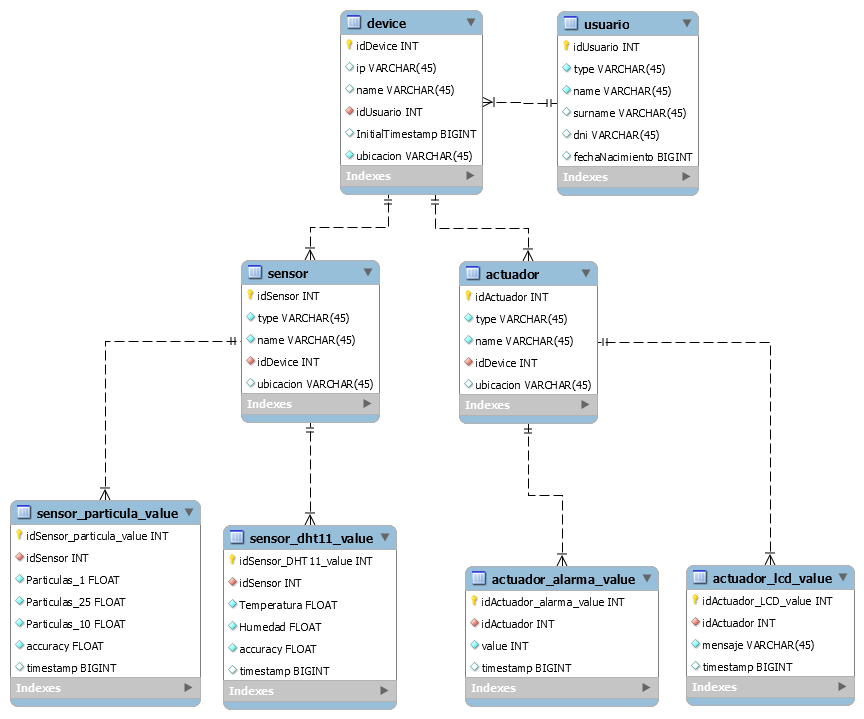 device
idDevice INT
ip VARCHAR(45)
name VARCHAR(45)
idUsuario INT
InitialTimestamp BIGINT
ubicacion VARCHAR(45)
Indexes
usuario
idUsuario INT
type VARCHAR(45)
name VARCHAR(45)
surname VARCHAR(45)
dni VARCHAR(45)
fechaNacimiento BIGINT
Indexes
sensor
idSensor INT
type VARCHAR(45)
name VARCHAR(45)
idDevice INT
ubicacion VARCHAR(45)
Indexes
actuador
idActuador INT
type VARCHAR(45)
name VARCHAR(45)
idDevice INT
ubicacion VARCHAR(45)
Indexes
sensor_particula_value
idSensor_particula_value INT
idSensor INT
Particulas_1 FLOAT
Particulas_25 FLOAT
Particulas_10 FLOAT
accuracy FLOAT
timestamp BIGINT
Indexes
sensor_dht11_value
idSensor_DHT11_value INT
idSensor INT
Temperatura FLOAT
Humedad FLOAT
accuracy FLOAT
timestamp BIGINT
Indexes
actuador_alarma_value
idActuador_alarma_value INT
idActuador INT
value INT
timestamp BIGINT
Indexes
actuador_lcd_value
idActuador_LCD_value INT
idActuador INT
mensaje VARCHAR(45)
timestamp BIGINT
Indexes